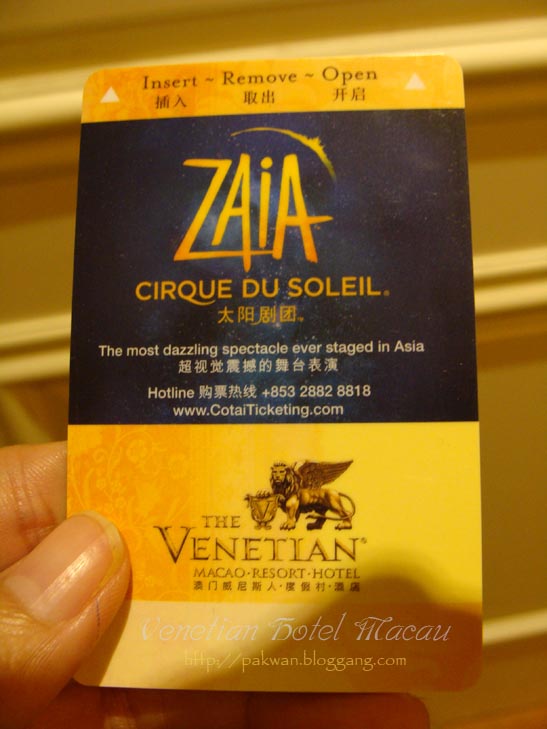 Insert ~ Remove ~ Open
插入 取出 开启
ZAiA
CIRQUE DU SOLEIL®
太阳剧团®
The most dazzling spectacle ever staged in Asia
超视觉震撼的舞台表演
Hotline 购票热线 +853 2882 8818
www.CotaiTicketing.com
THE
VENETIAN®
MACAO·RESORT·HOTEL
澳门威尼斯人·度假村·酒店
Venetian Hotel Macau
http://pakwan.bloggang.com